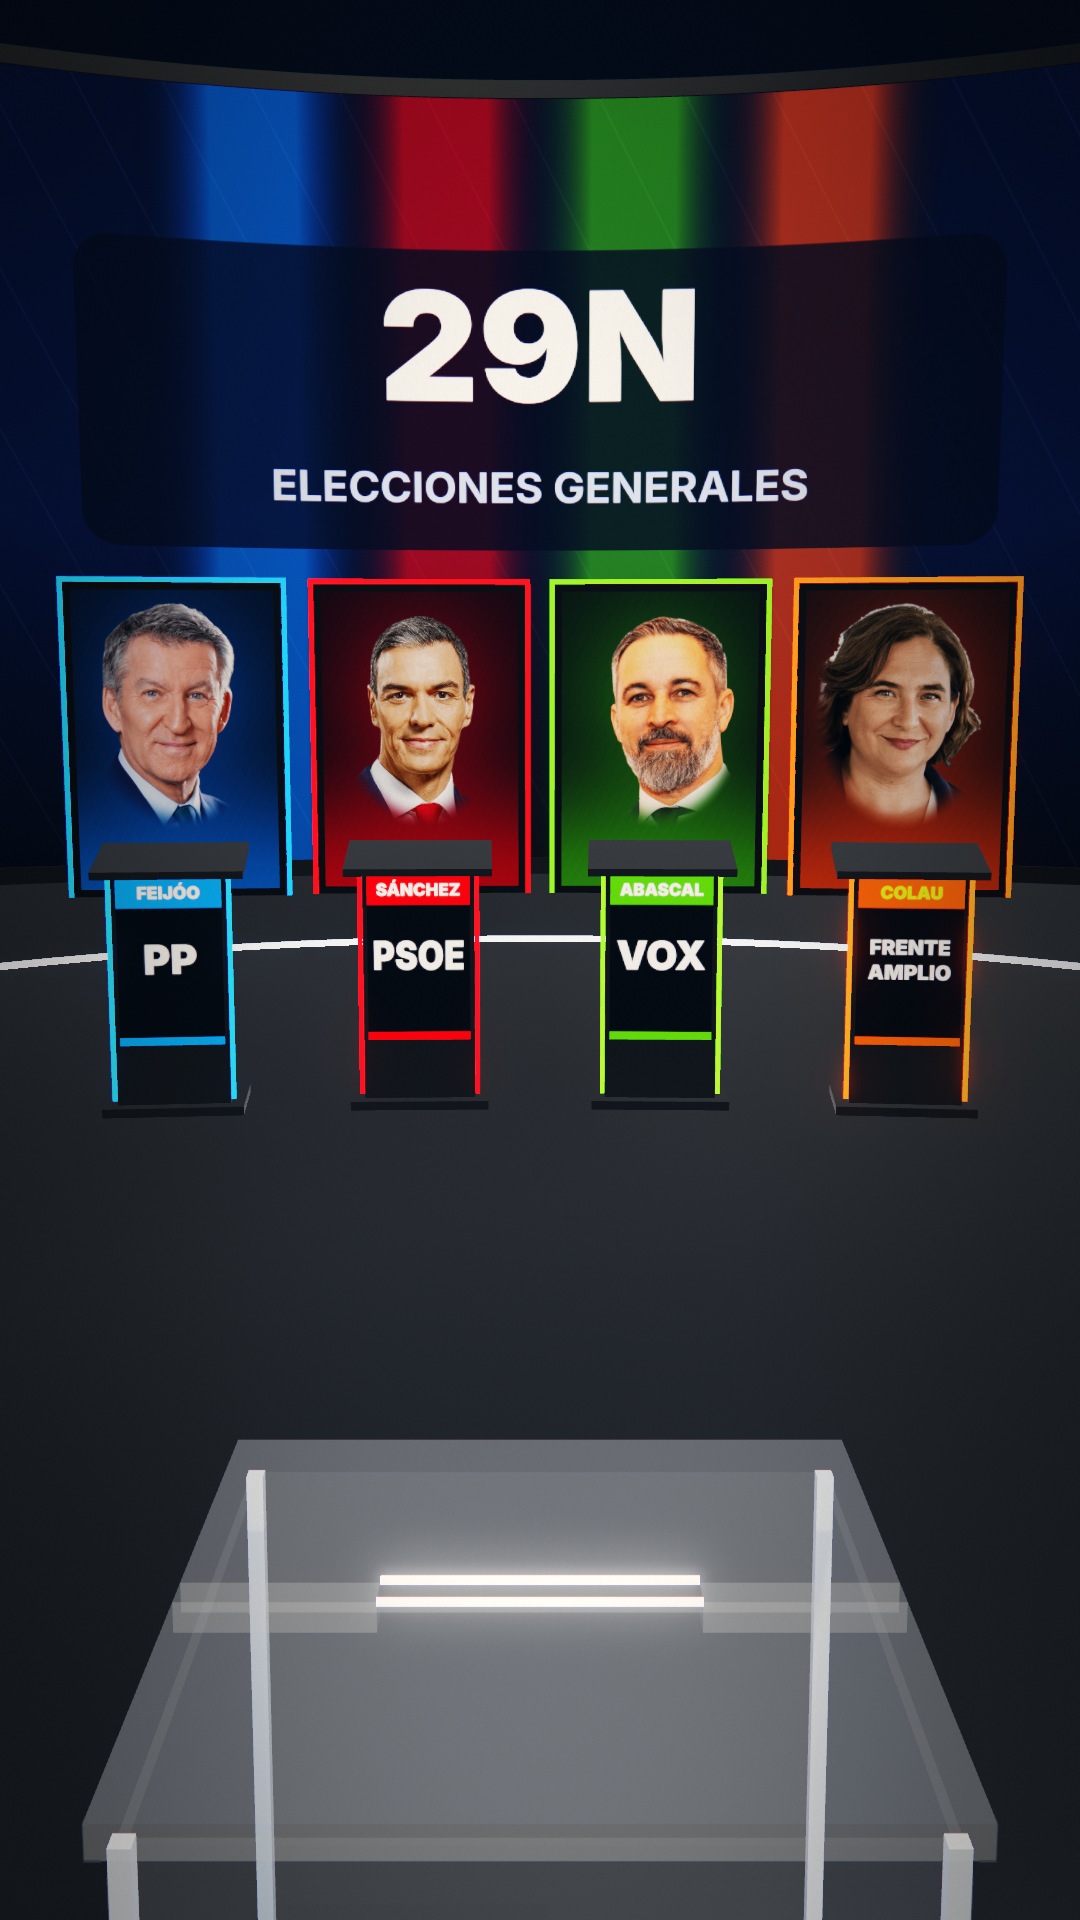 29N
ELECCIONES GENERALES
FEIJÓO
SÁNCHEZ
ABASCAL
COLAU
PP
PSOE
VOX
FRENTE
AMPLIO